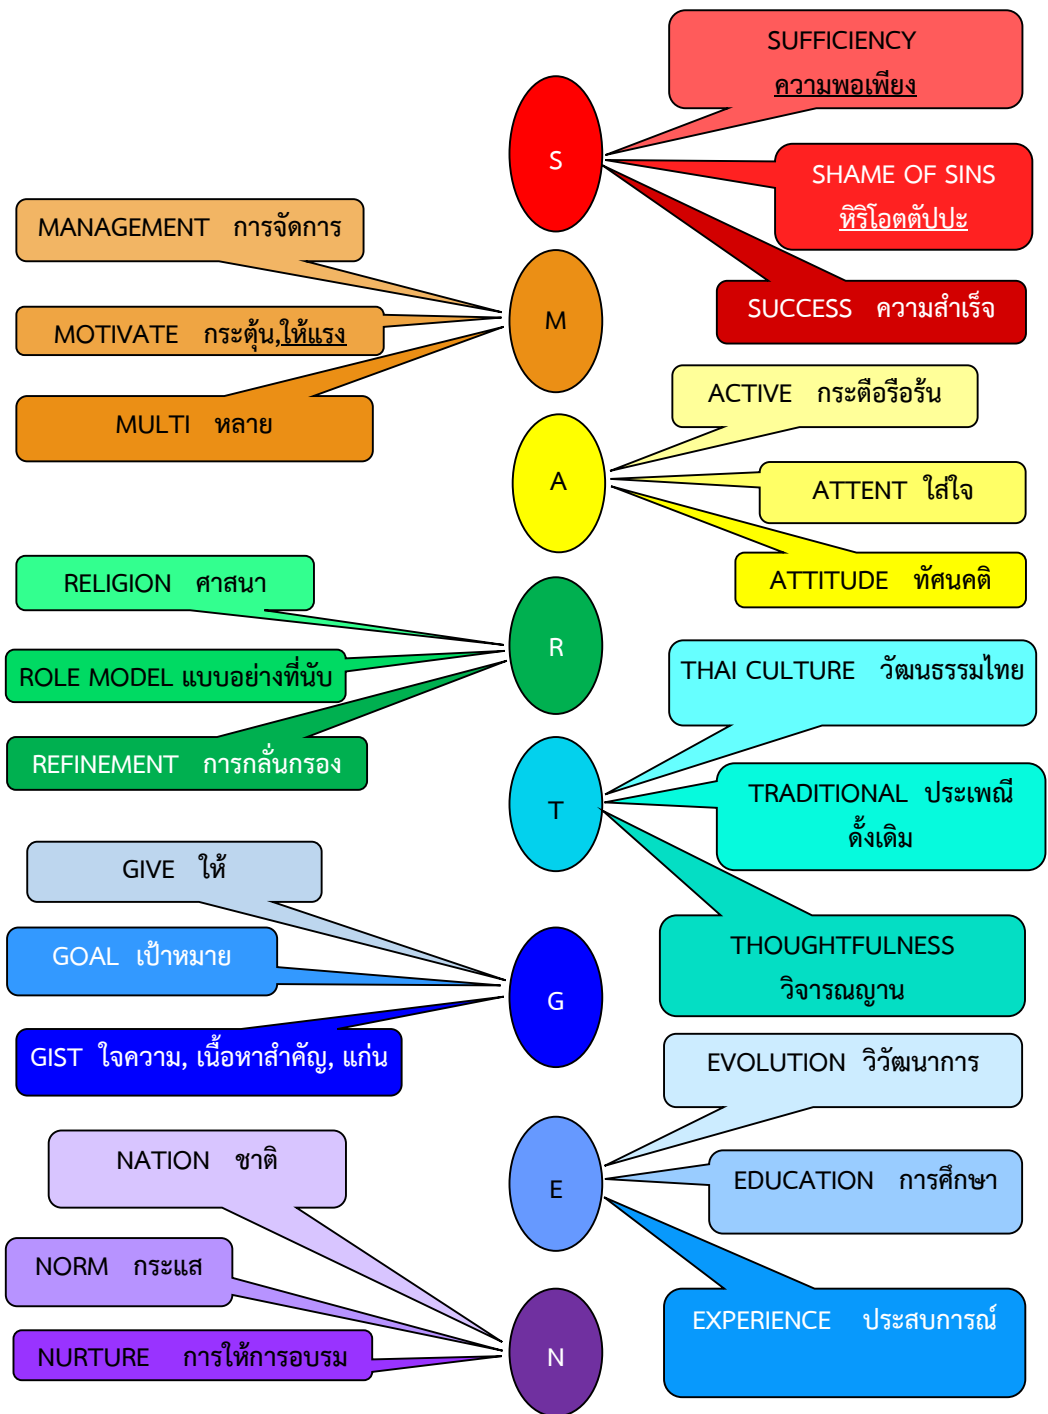 S
SUFFICIENCY
ความพอเพียง
SHAME OF SINS
หิริโอตตัปปะ
SUCCESS ความสำเร็จ
M
MANAGEMENT การจัดการ
MOTIVATE กระตุ้น,ให้แรง
MULTI หลาย
A
ACTIVE กระตือรือร้น
ATTENT ใส่ใจ
ATTITUDE ทัศนคติ
R
RELIGION ศาสนา
ROLE MODEL แบบอย่างที่นับ
REFINEMENT การกลั่นกรอง
T
THAI CULTURE วัฒนธรรมไทย
TRADITIONAL ประเพณี
ดั้งเดิม
THOUGHTFULNESS
วิจารณญาน
G
GIVE ให้
GOAL เป้าหมาย
GIST ใจความ, เนื้อหาสำคัญ, แก่น
E
EVOLUTION วิวัฒนาการ
EDUCATION การศึกษา
EXPERIENCE ประสบการณ์
N
NATION ชาติ
NORM กระแส
NURTURE การให้การอบรม